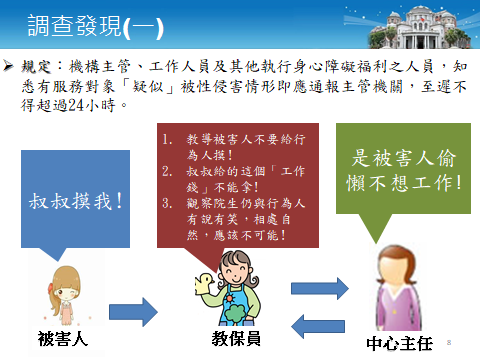 調查發現(一)
規定：機構主管、工作人員及其他執行身心障礙福利之人員，知
悉有服務對象「疑似」被性侵害情形即應通報主管機關，至遲不
得超過24小時。
叔叔摸我!
1. 教導被害人不要給行
為人摸!
2. 叔叔給的這個「工作
錢」不能拿!
3. 觀察院生仍與行為人
有說有笑，相處自
然，應該不可能!
是被害人偷
懶不想工作!
被害人
教保員
中心主任
8